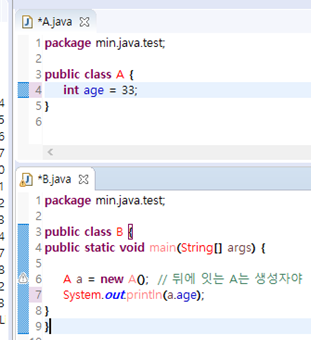 *A.java
1 package min.java.test;
2
3 public class A {
4 int age = 33;
5 }
6
*B.java
1 package min.java.test;
2
3 public class B {
4 public static void main(String[] args) {
5
6 A a = new A(); // 뒤에 잇는 A는 생성자야
7 System.out.println(a.age);
8 }
9 }